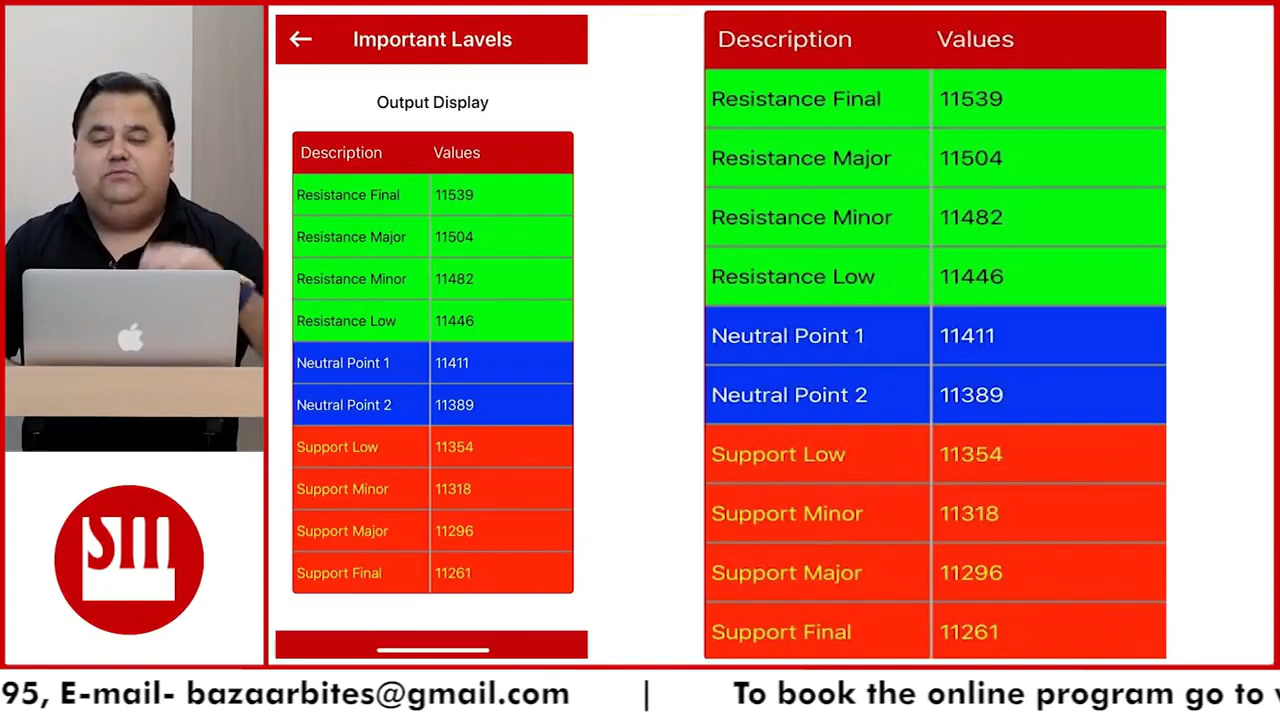 Important Lavels
Output Display
Description Values
Resistance Final 11539
Resistance Major 11504
Resistance Minor 11482
Resistance Low 11446
Neutral Point 1 11411
Neutral Point 2 11389
Support Low 11354
Support Minor 11318
Support Major 11296
Support Final 11261
Description Values
Resistance Final 11539
Resistance Major 11504
Resistance Minor 11482
Resistance Low 11446
Neutral Point 1 11411
Neutral Point 2 11389
Support Low 11354
Support Minor 11318
Support Major 11296
Support Final 11261
SM
95, E-mail- bazaarbites@gmail.com | To book the online program go to